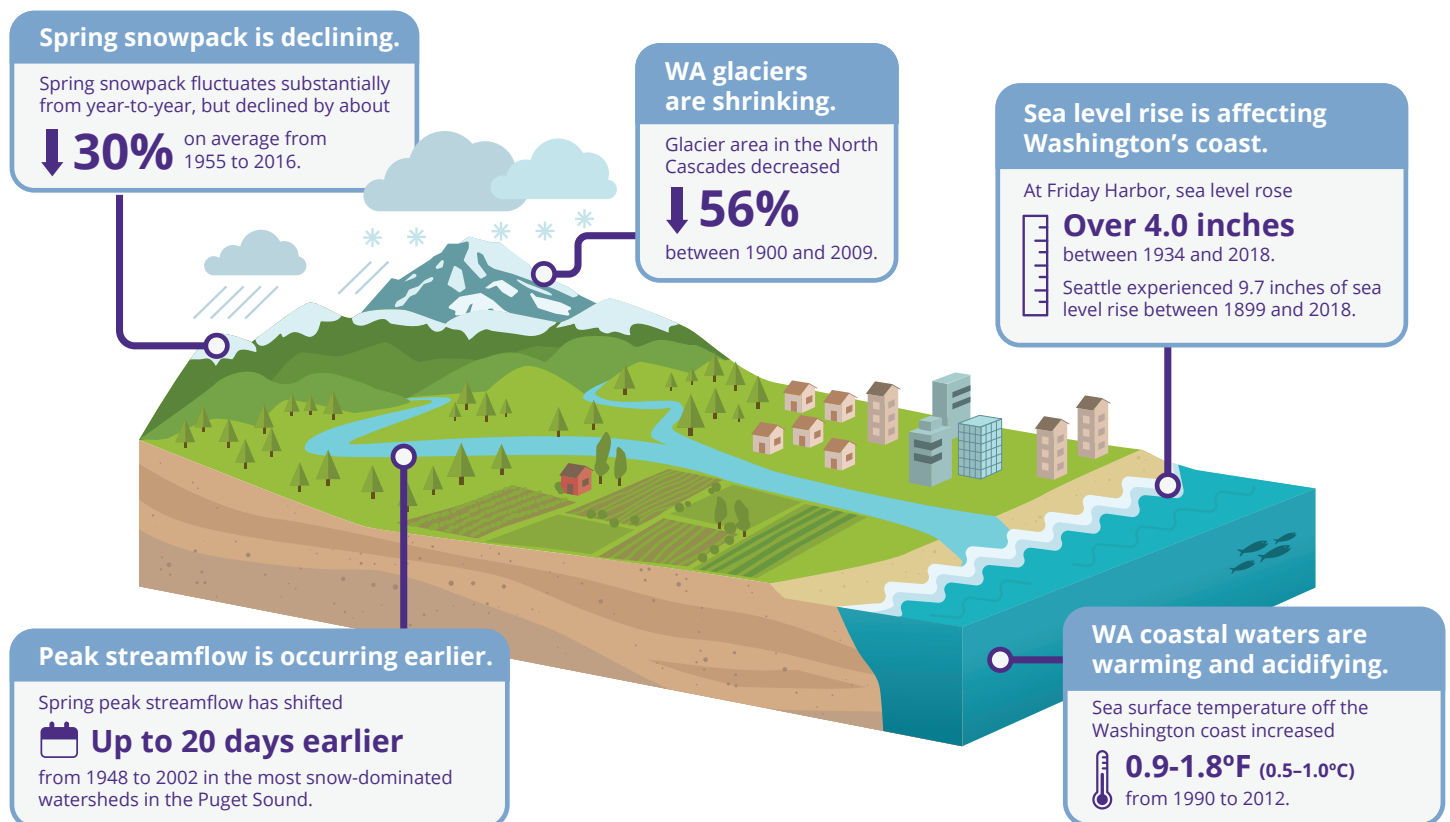 Spring snowpack is declining.
Spring snowpack fluctuates substantially
from year-to-year, but declined by about
30% on average from
1955 to 2016.
WA glaciers
are shrinking.
Glacier area in the North
Cascades decreased
56%
between 1900 and 2009.
Sea level rise is affecting
Washington’s coast.
At Friday Harbor, sea level rose
Over 4.0 inches
between 1934 and 2018.
Seattle experienced 9.7 inches of sea
level rise between 1899 and 2018.
Peak streamflow is occurring earlier.
Spring peak streamflow has shifted
Up to 20 days earlier
from 1948 to 2002 in the most snow-dominated
watersheds in the Puget Sound.
WA coastal waters are
warming and acidifying.
Sea surface temperature off the
Washington coast increased
0.9-1.8ºF (0.5–1.0ºC)
from 1990 to 2012.